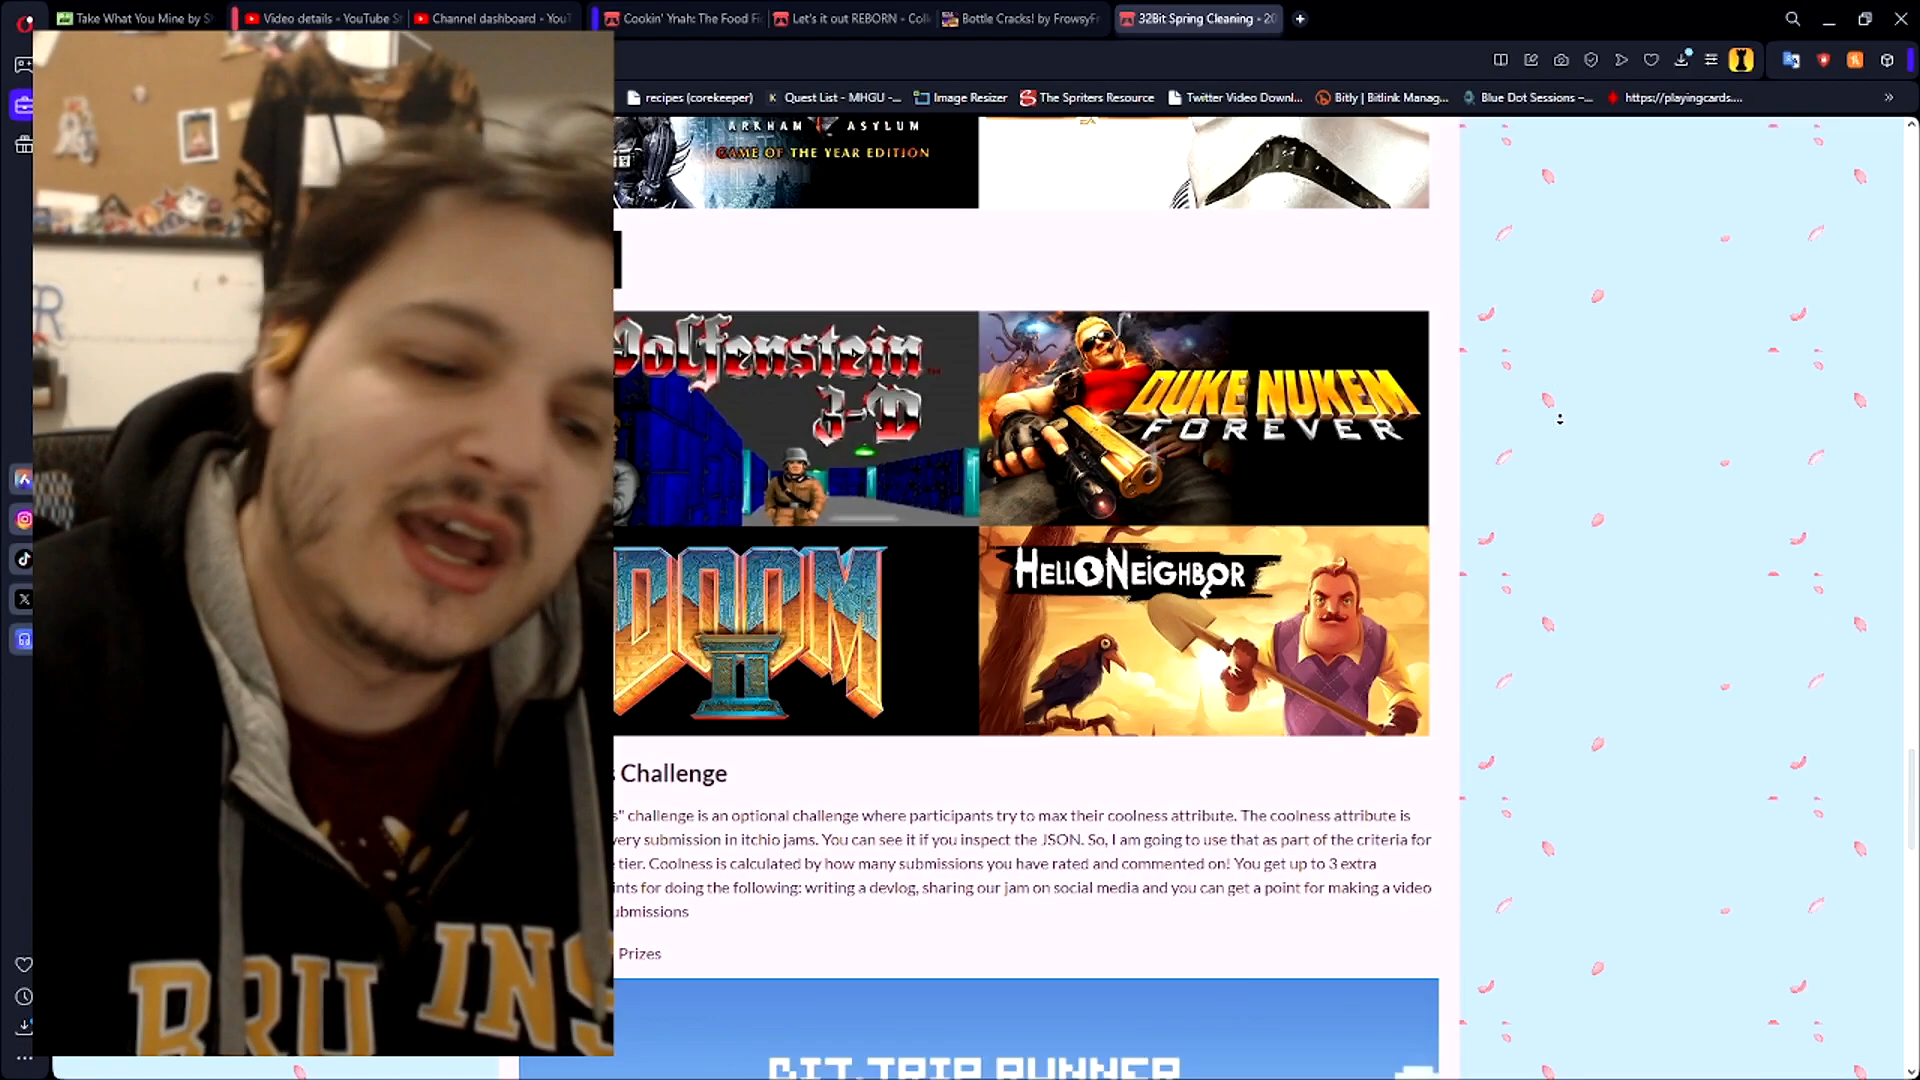 Take What You Mine by S
Video details - YouTube S
Channel dashboard - YouT
Cookin' Ynah: The Food Fi
Let's it out REBORN - Coll
Bottle Cracks! by FrowsyFr
32Bit Spring Cleaning - 20
recipes (corekeeper)
Quest List - MHGU -...
Image Resizer
The Spriters Resource
Twitter Video Downl...
Bitly | Bitlink Manag...
Blue Dot Sessions –...
https://playingcards....
ARKHAM ASYLUM
GAME OF THE YEAR EDITION
EA
Wolfenstein
3-D
DUKE NUKEM
FOREVER
DOOM
II
HELLO NEIGHBOR
s Challenge
s" challenge is an optional challenge where participants try to max their coolness attribute. The coolness attribute is
very submission in itchio jams. You can see it if you inspect the JSON. So, I am going to use that as part of the criteria for
tier. Coolness is calculated by how many submissions you have rated and commented on! You get up to 3 extra
ints for doing the following: writing a devlog, sharing our jam on social media and you can get a point for making a video
ubmissions
Prizes
BRUINS
BIT.TRIP RUNNER